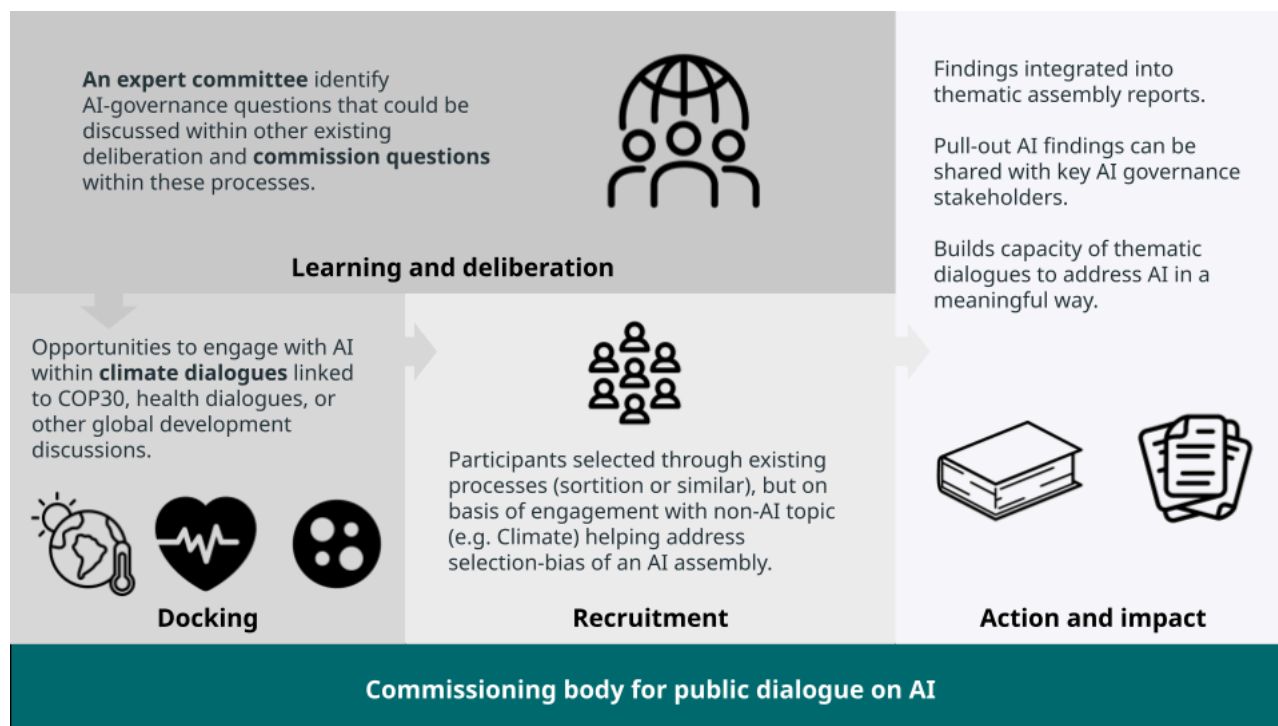 An expert committee identify
AI-governance questions that could be
discussed within other existing
deliberation and commission questions
within these processes.
Learning and deliberation
Opportunities to engage with AI
within climate dialogues linked
to COP30, health dialogues, or
other global development
discussions.
Docking
Participants selected through existing
processes (sortition or similar), but on
basis of engagement with non-AI topic
(e.g. Climate) helping address
selection-bias of an AI assembly.
Recruitment
Findings integrated into
thematic assembly reports.
Pull-out AI findings can be
shared with key AI governance
stakeholders.
Builds capacity of thematic
dialogues to address AI in a
meaningful way.
Action and impact
Commissioning body for public dialogue on AI